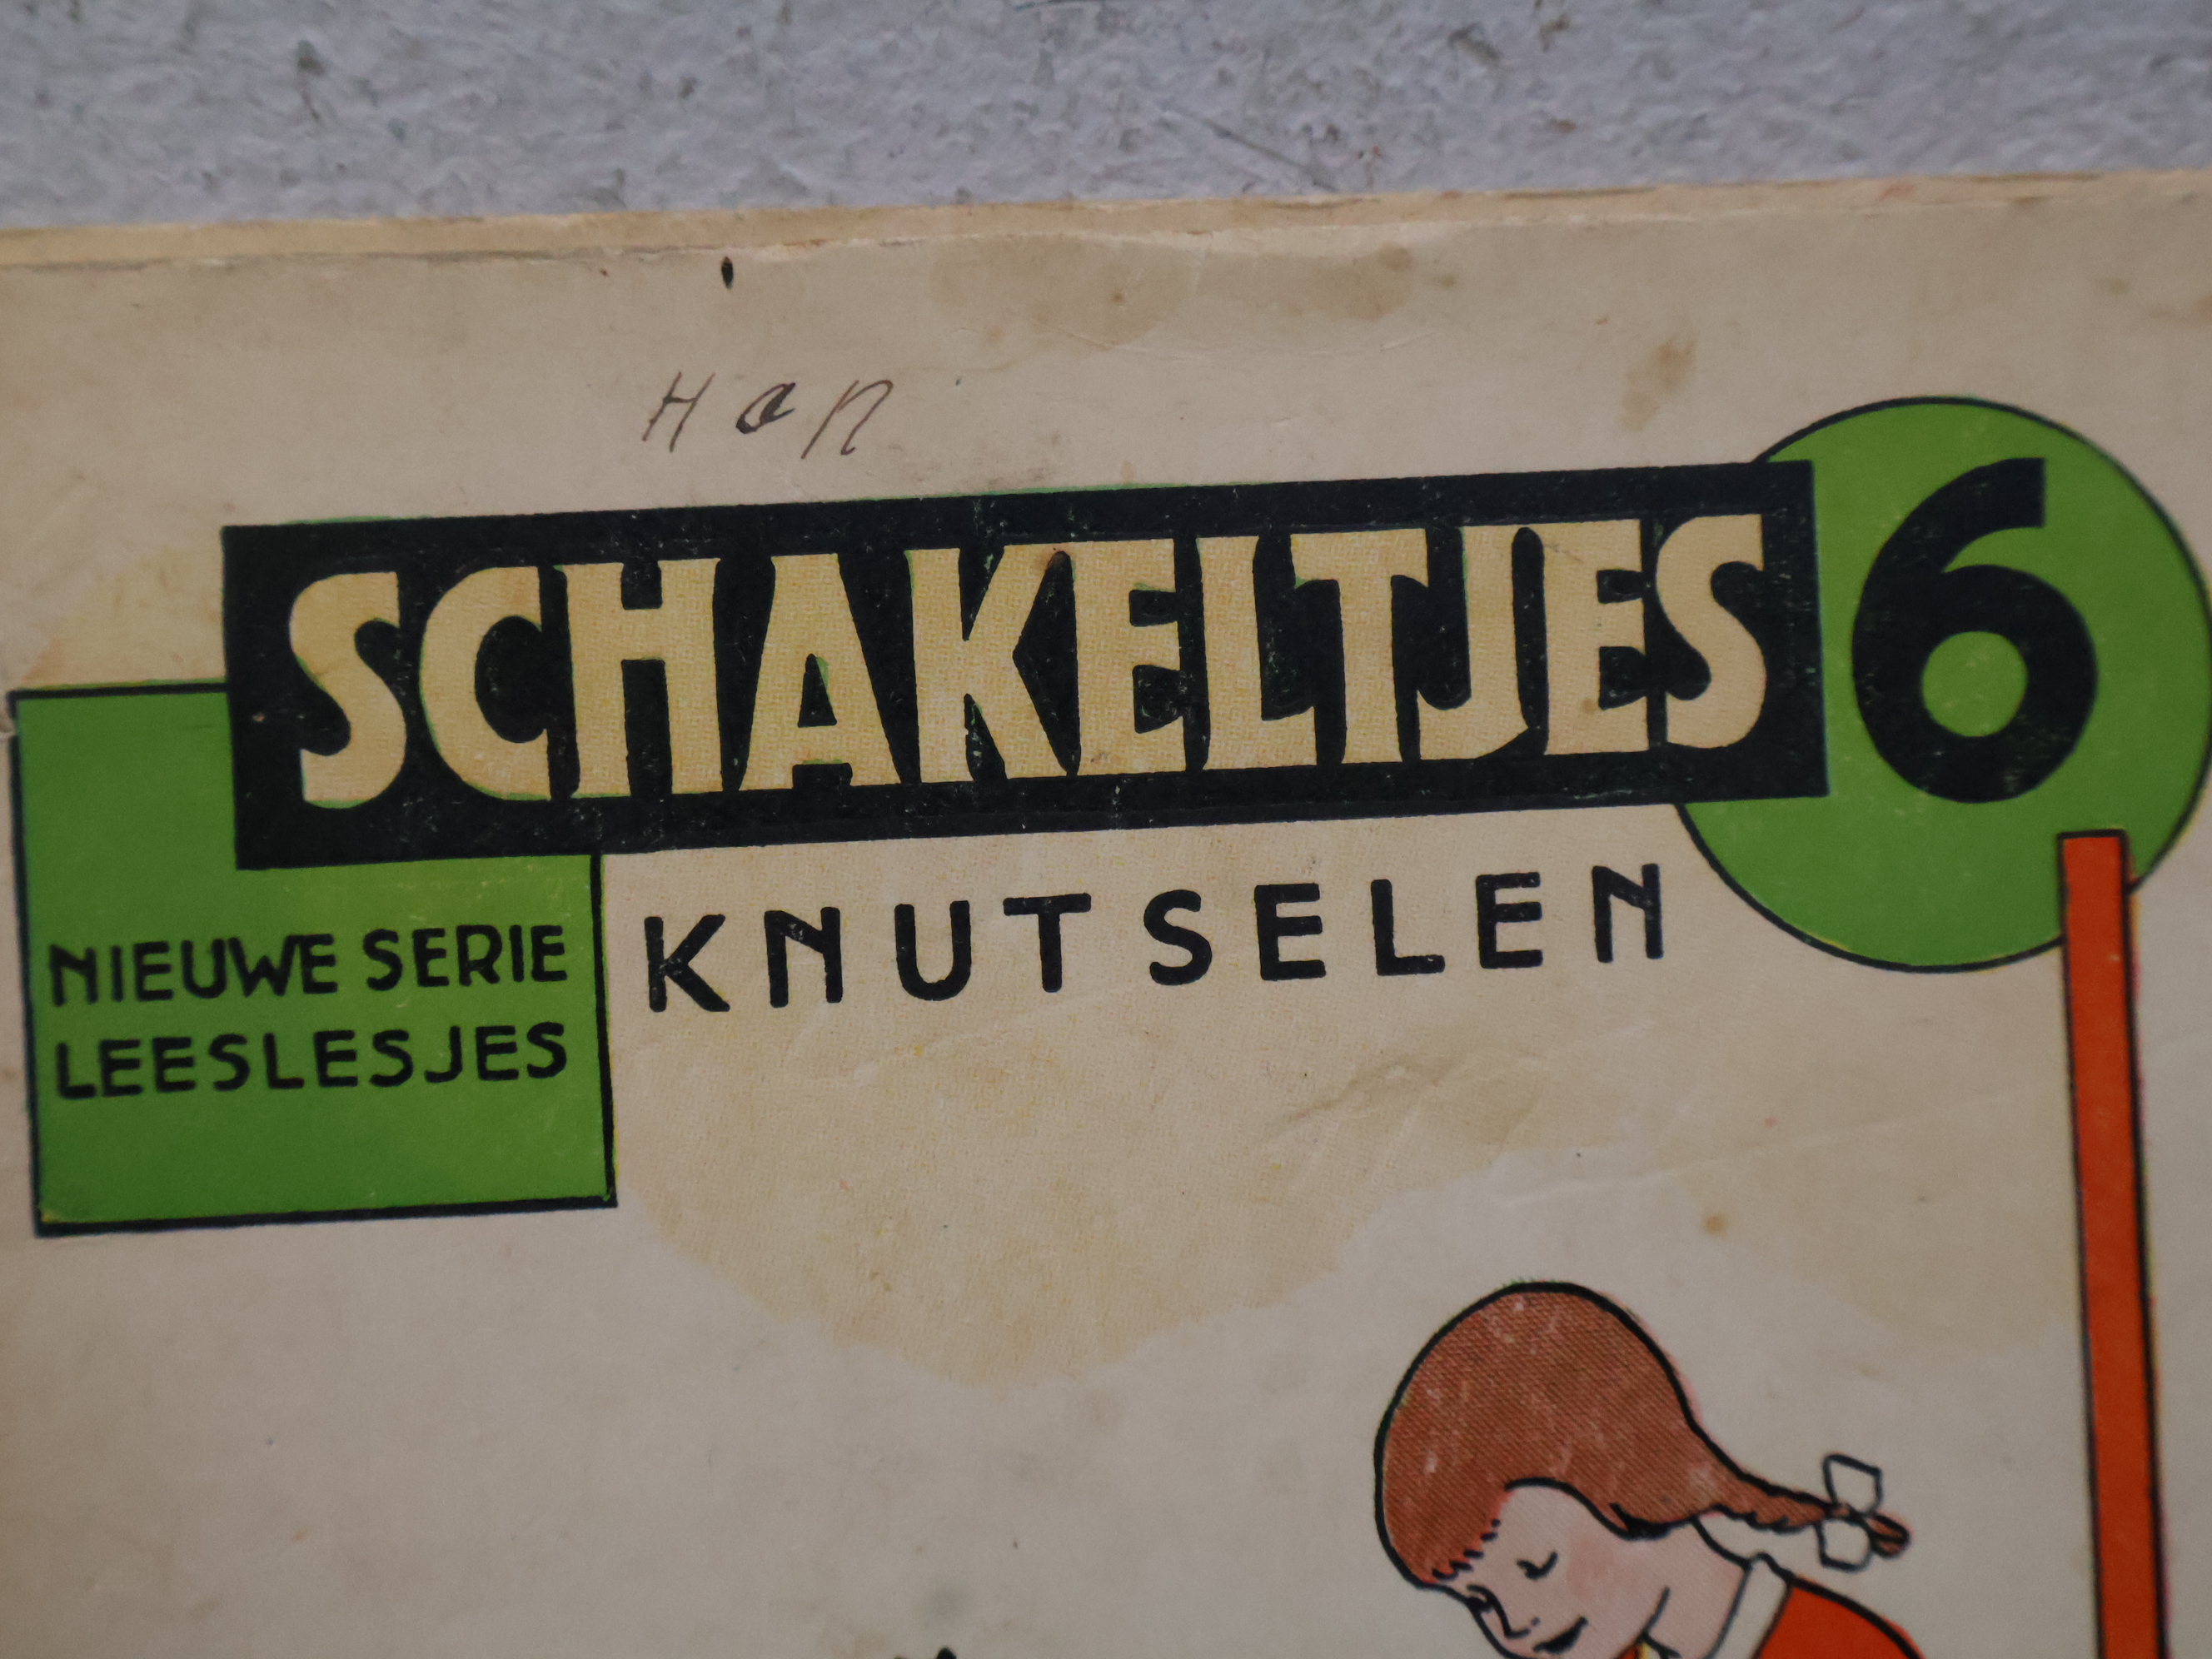 Han
SCHAKELTJES 6
KNUTSELEN
NIEUWE SERIE
LEESLESJES